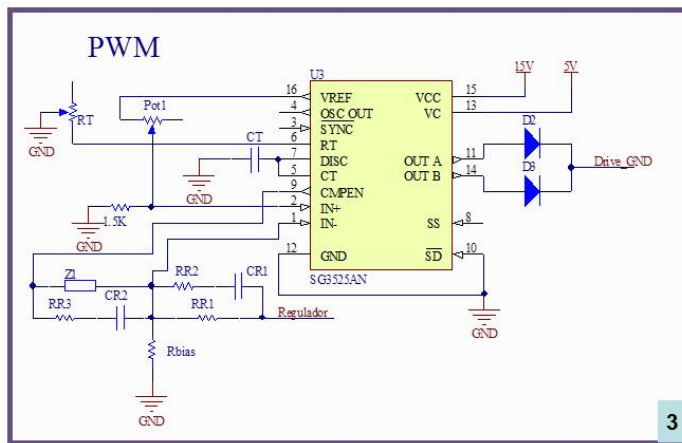 PWM
U3
15V 5V
16 VREF VCC 15
4 OSC OUT VC 13
3 SYNC
6 RT
7 DISC OUT A 11
5 CT OUT B 14
9 CMPEN
2 IN+
1 IN- SS 8
12 GND SD 10
SG3525AN
RT
Pot1
GND
CT
GND
D2
D3
Drive_GND
1.5K
GND
Z1
RR2
CR1
RR3
CR2
RR1
Regulador
Rbias
GND
GND
3